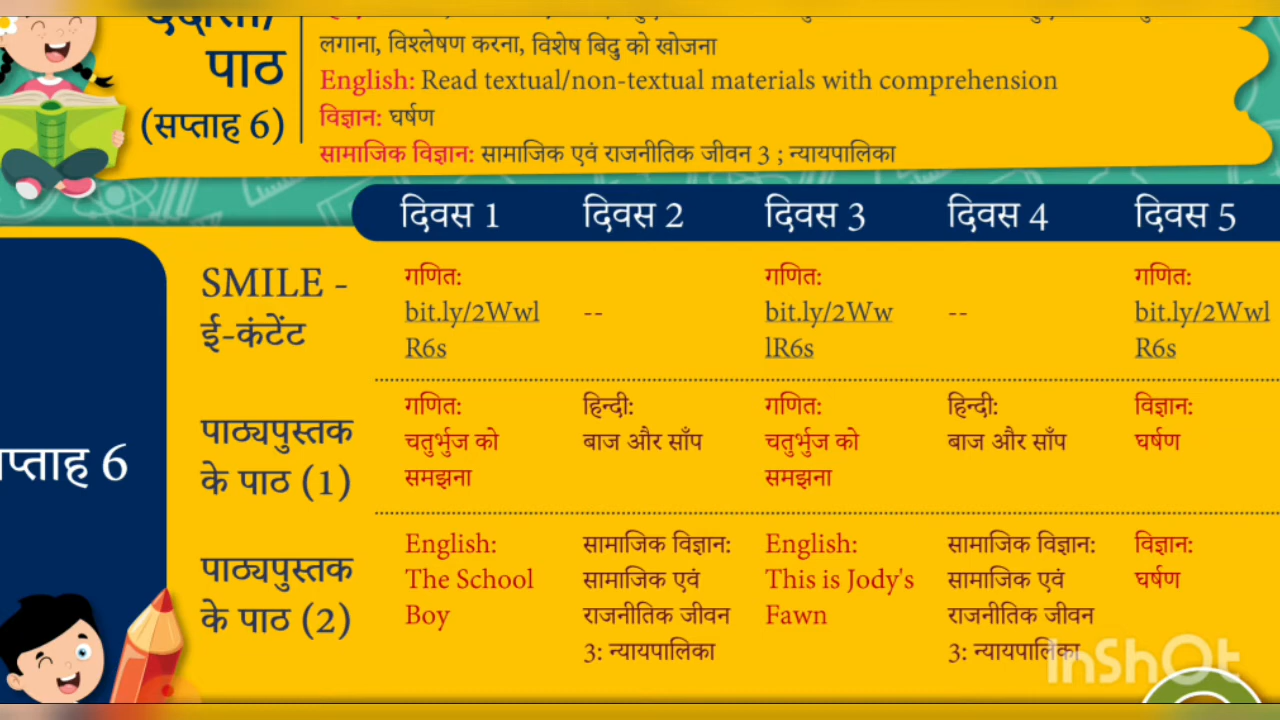 पाठ
(सप्ताह 6)
लगाना, विश्लेषण करना, विशेष बिंदु को खोजना
English: Read textual/non-textual materials with comprehension
विज्ञान: घर्षण
सामाजिक विज्ञान: सामाजिक एवं राजनीतिक जीवन 3 ; न्यायपालिका
दिवस 1 दिवस 2 दिवस 3 दिवस 4 दिवस 5
SMILE -
ई-कंटेंट
गणित:
bit.ly/2Wwl
R6s
--
गणित:
bit.ly/2Ww
lR6s
--
गणित:
bit.ly/2Wwl
R6s
पाठ्यपुस्तक
के पाठ (1)
गणित:
चतुर्भुज को
समझना
हिन्दी:
बाज और साँप
गणित:
चतुर्भुज को
समझना
हिन्दी:
बाज और साँप
विज्ञान:
घर्षण
प्ताह 6
पाठ्यपुस्तक
के पाठ (2)
English:
The School
Boy
सामाजिक विज्ञान:
सामाजिक एवं
राजनीतिक जीवन
3: न्यायपालिका
English:
This is Jody's
Fawn
सामाजिक विज्ञान:
सामाजिक एवं
राजनीतिक जीवन
3: न्यायपालिका
विज्ञान:
घर्षण
InShOt